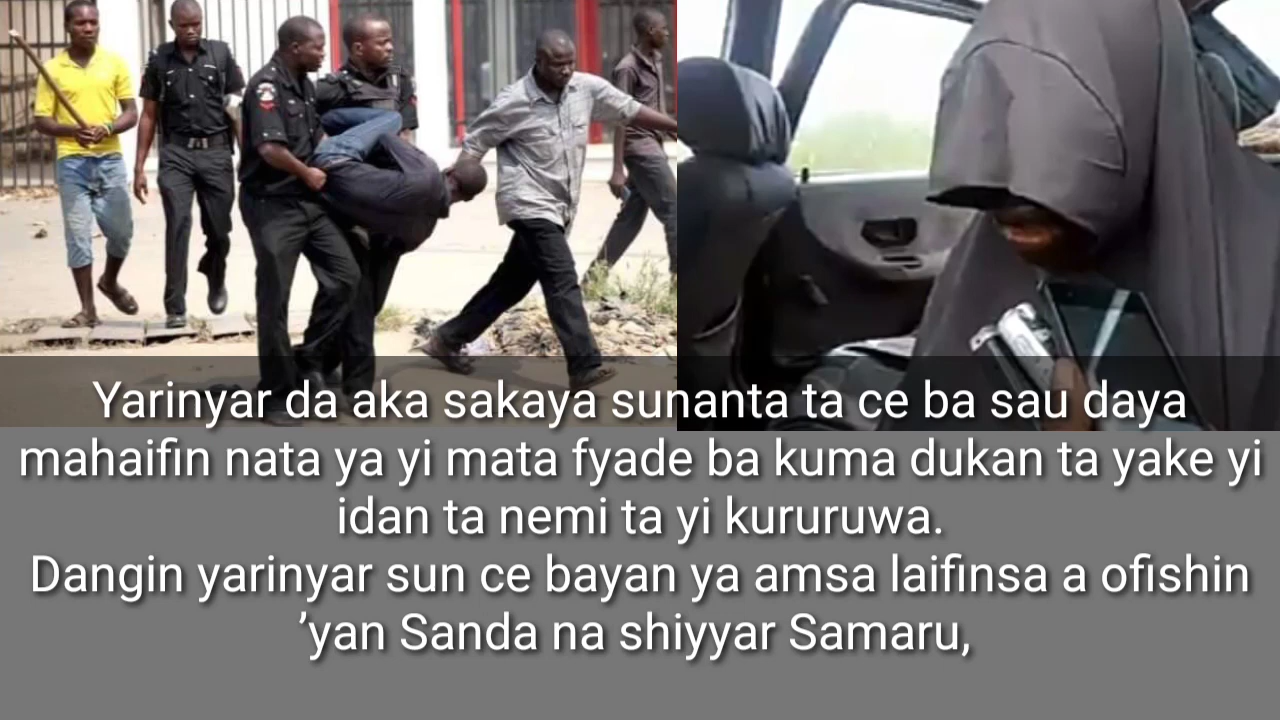 Yarinyar da aka sakaya sunanta ta ce ba sau daya
mahaifin nata ya yi mata fyade ba kuma dukan ta yake yi
idan ta nemi ta yi kururuwa.
Dangin yarinyar sun ce bayan ya amsa laifinsa a ofishin
’yan Sanda na shiyyar Samaru,